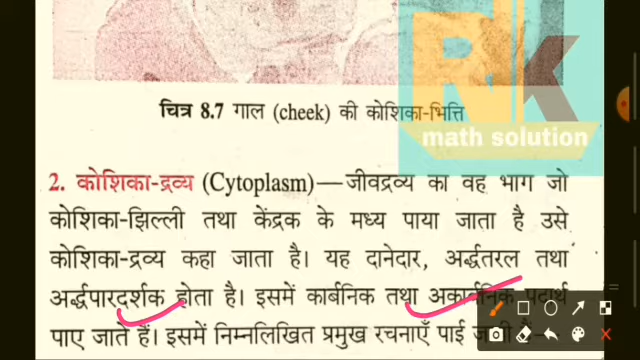 RK
math solution
चित्र 8.7 गाल (cheek) की कोशिका-भित्ति
2. कोशिका-द्रव्य (Cytoplasm)—जीवद्रव्य का वह भाग जो
कोशिका-झिल्ली तथा केंद्रक के मध्य पाया जाता है उसे
कोशिका-द्रव्य कहा जाता है। यह दानेदार, अर्द्धतरल तथा
अर्द्धपारदर्शक होता है। इसमें कार्बनिक तथा अकार्बनिक पदार्थ
पाए जाते हैं। इसमें निम्नलिखित प्रमुख रचनाएँ पाई जाती है—